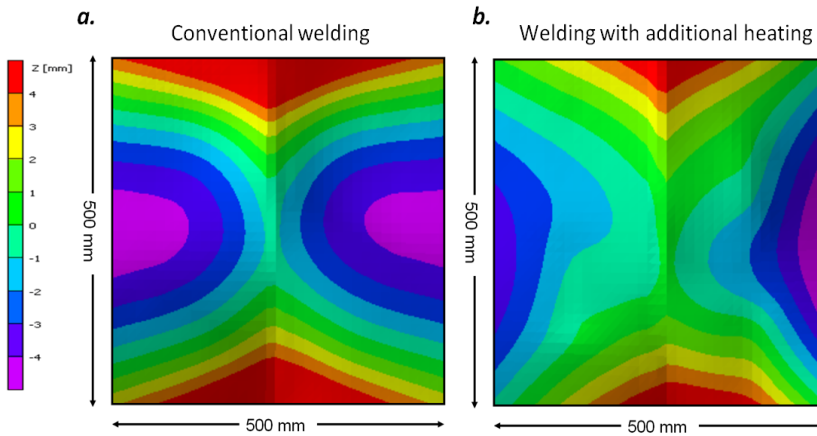 a.
Conventional welding
b.
Welding with additional heating
Z [mm]
4
3
2
1
0
-1
-2
-3
-4
500 mm
500 mm
500 mm
500 mm